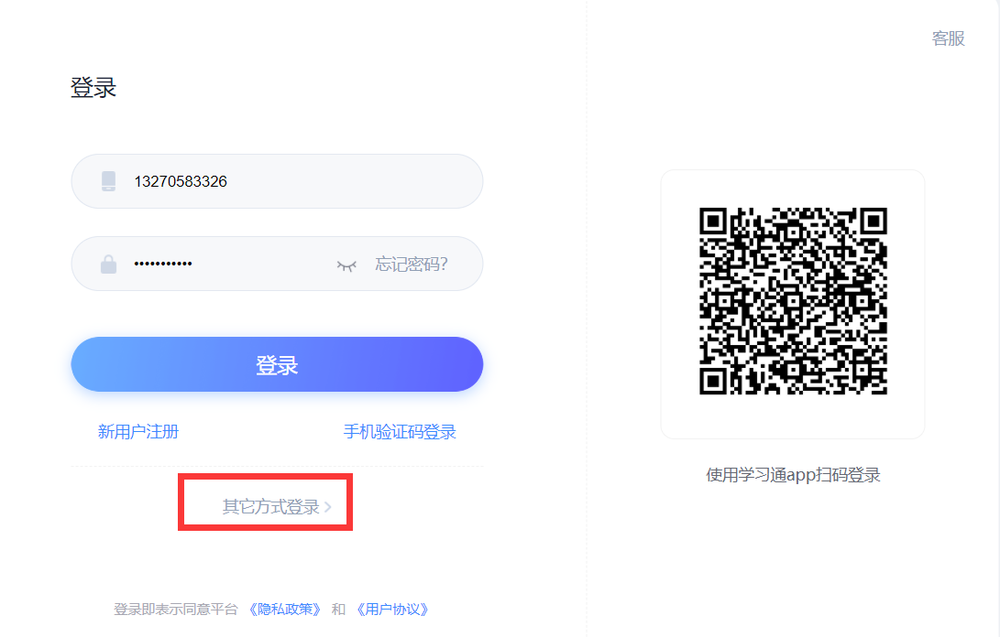 客服
登录
13270583326
•••••••••••
忘记密码?
登录
新用户注册
手机验证码登录
其它方式登录
登录即表示同意平台 《隐私政策》 和 《用户协议》
使用学习通app扫码登录